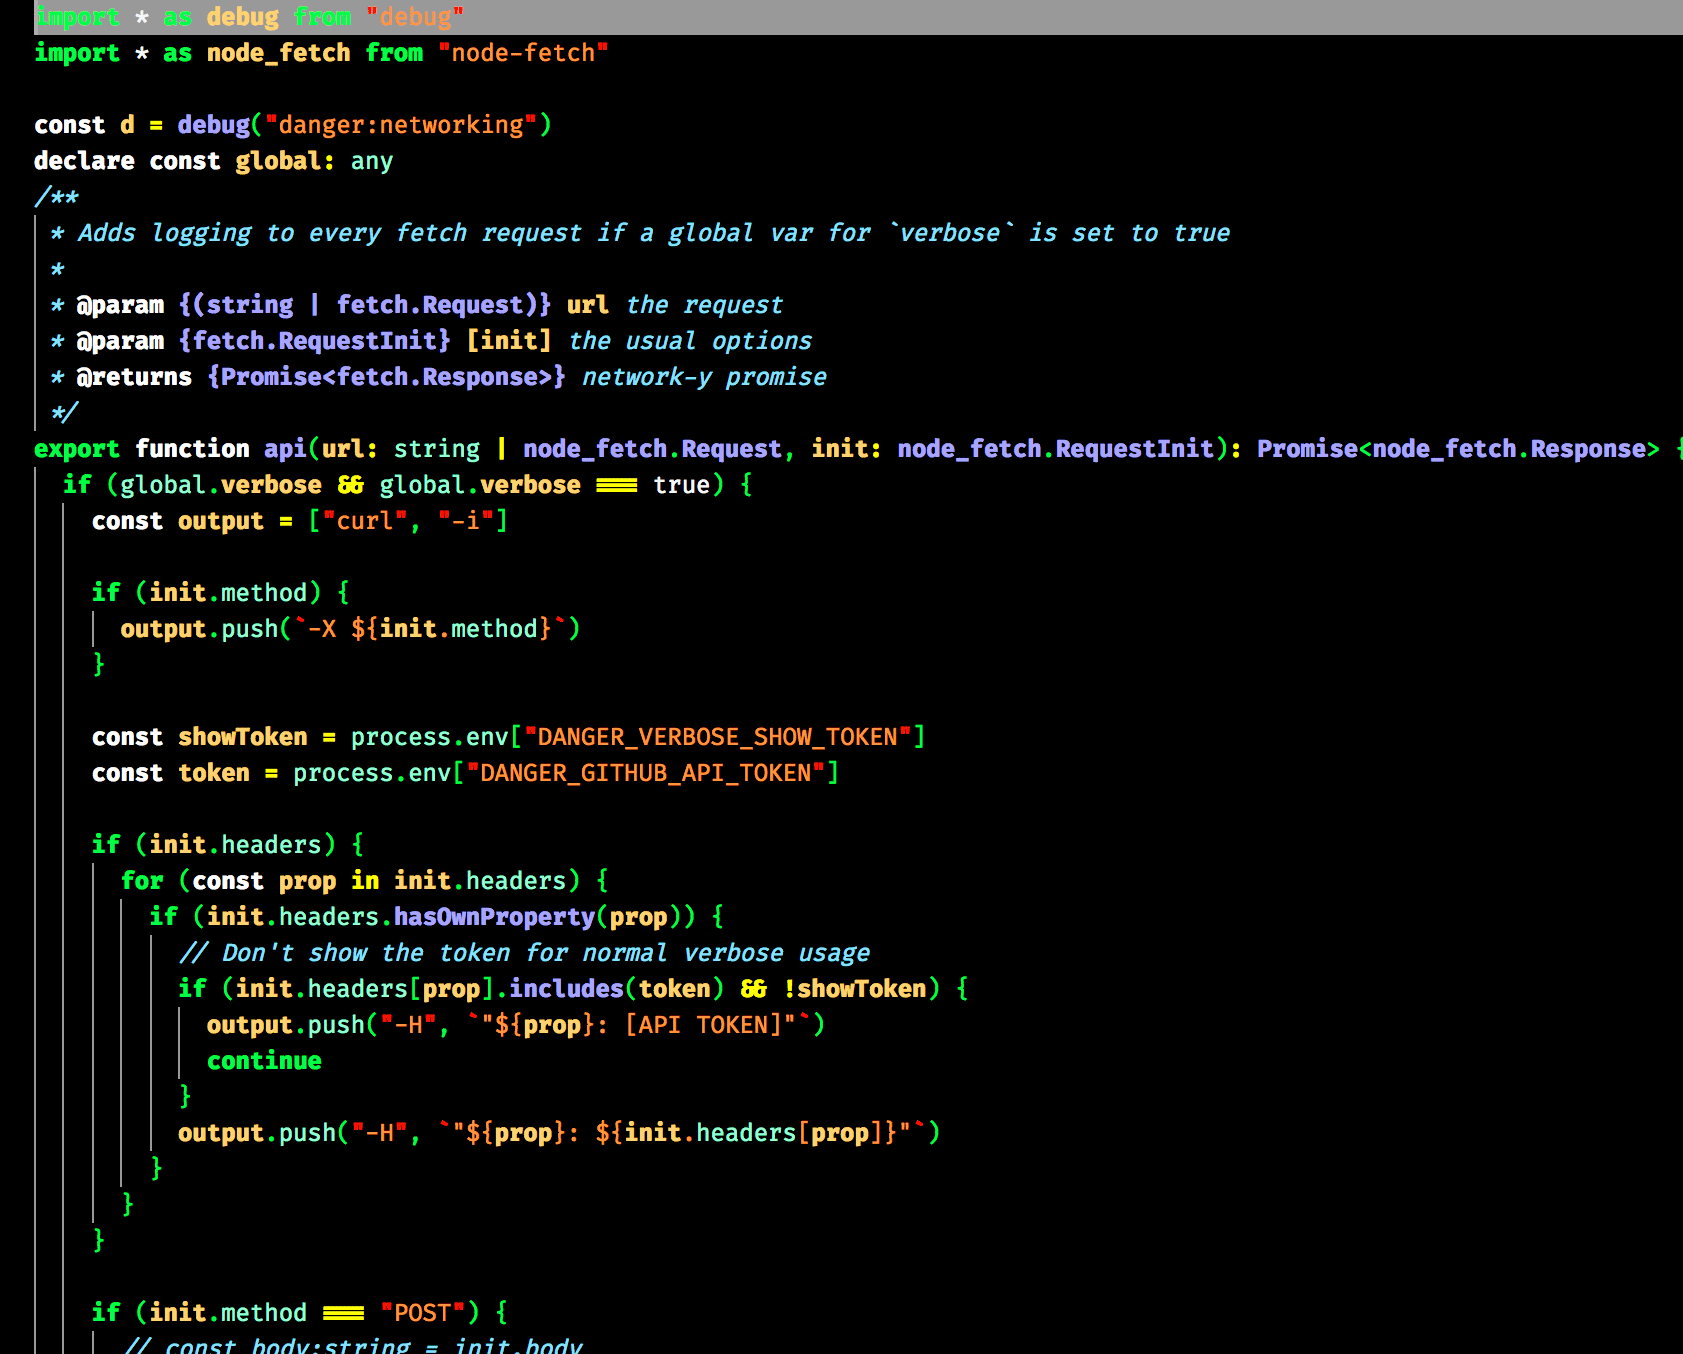 import * as debug from "debug"
import * as node_fetch from "node-fetch"

const d = debug("danger:networking")
declare const global: any
/**
 * Adds logging to every fetch request if a global var for `verbose` is set to true
 *
 * @param {(string | fetch.Request)} url the request
 * @param {fetch.RequestInit} [init] the usual options
 * @returns {Promise<fetch.Response>} network-y promise
 */
export function api(url: string | node_fetch.Request, init: node_fetch.RequestInit): Promise<node_fetch.Response> {
  if (global.verbose && global.verbose === true) {
    const output = ["curl", "-i"]

    if (init.method) {
      output.push(`-X ${init.method}`)
    }

    const showToken = process.env["DANGER_VERBOSE_SHOW_TOKEN"]
    const token = process.env["DANGER_GITHUB_API_TOKEN"]

    if (init.headers) {
      for (const prop in init.headers) {
        if (init.headers.hasOwnProperty(prop)) {
          // Don't show the token for normal verbose usage
          if (init.headers[prop].includes(token) && !showToken) {
            output.push("-H", `"${prop}: [API TOKEN]"`)
            continue
          }
          output.push("-H", `"${prop}: ${init.headers[prop]}"`)
        }
      }
    }

    if (init.method === "POST") {
      // const body:string = init.body